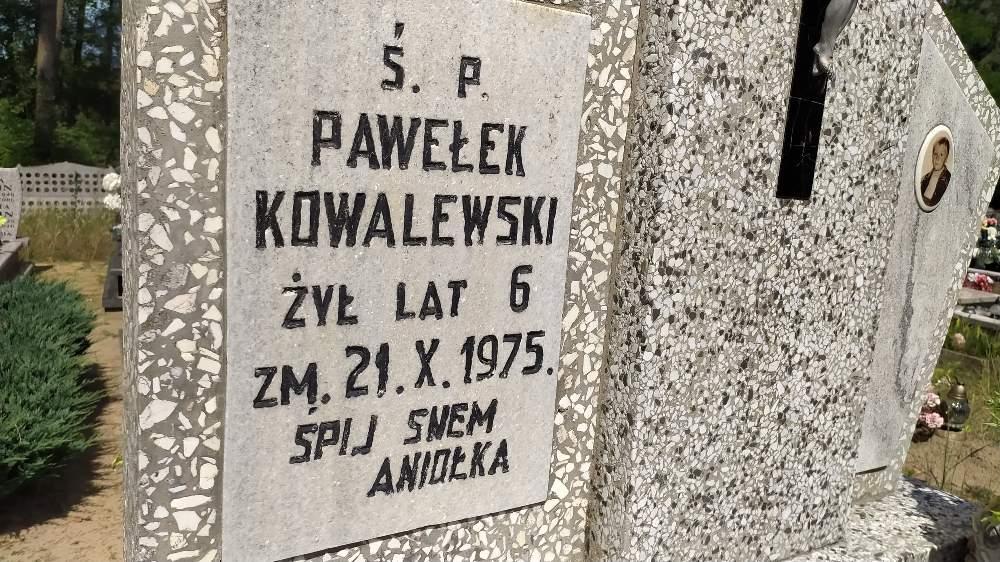 Ś. P.
PAWEŁEK
KOWALEWSKI
ŻYŁ LAT 6
ZM. 21. X. 1975.
ŚPIJ SNEM
ANIOŁKA